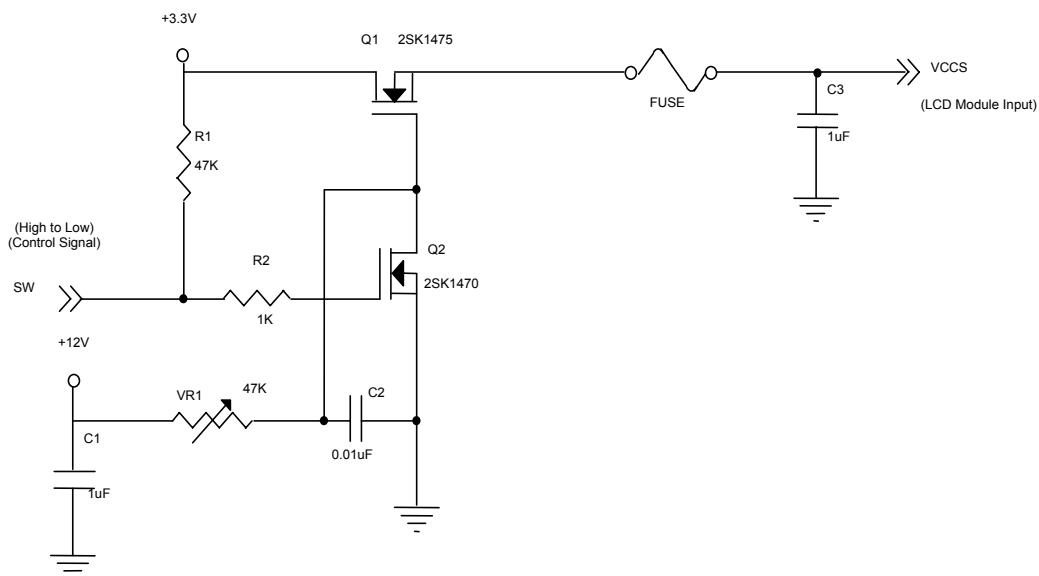 +3.3V
Q1 2SK1475
FUSE
VCCS
(LCD Module Input)
C3
1uF
R1
47K
(High to Low)
(Control Signal)
SW
R2
1K
Q2
2SK1470
+12V
VR1
47K
C2
0.01uF
C1
1uF